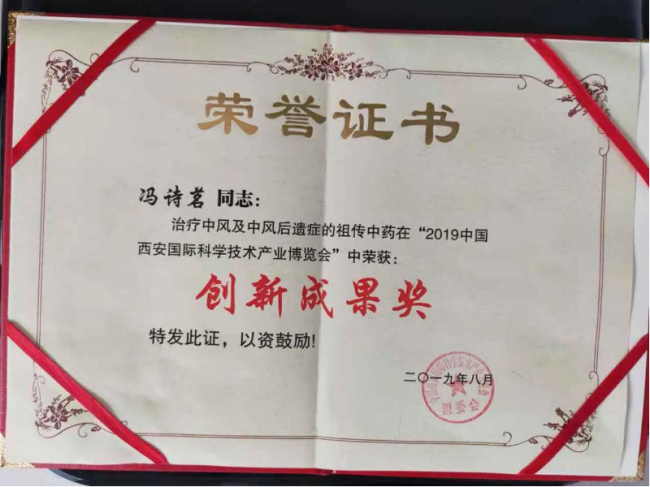 荣誉证书
冯诗茗 同志：
治疗中风及中风后遗症的祖传中药在“2019中国
西安国际科学技术产业博览会”中荣获：
创新成果奖
特发此证，以资鼓励！
二〇一九年八月
组委会